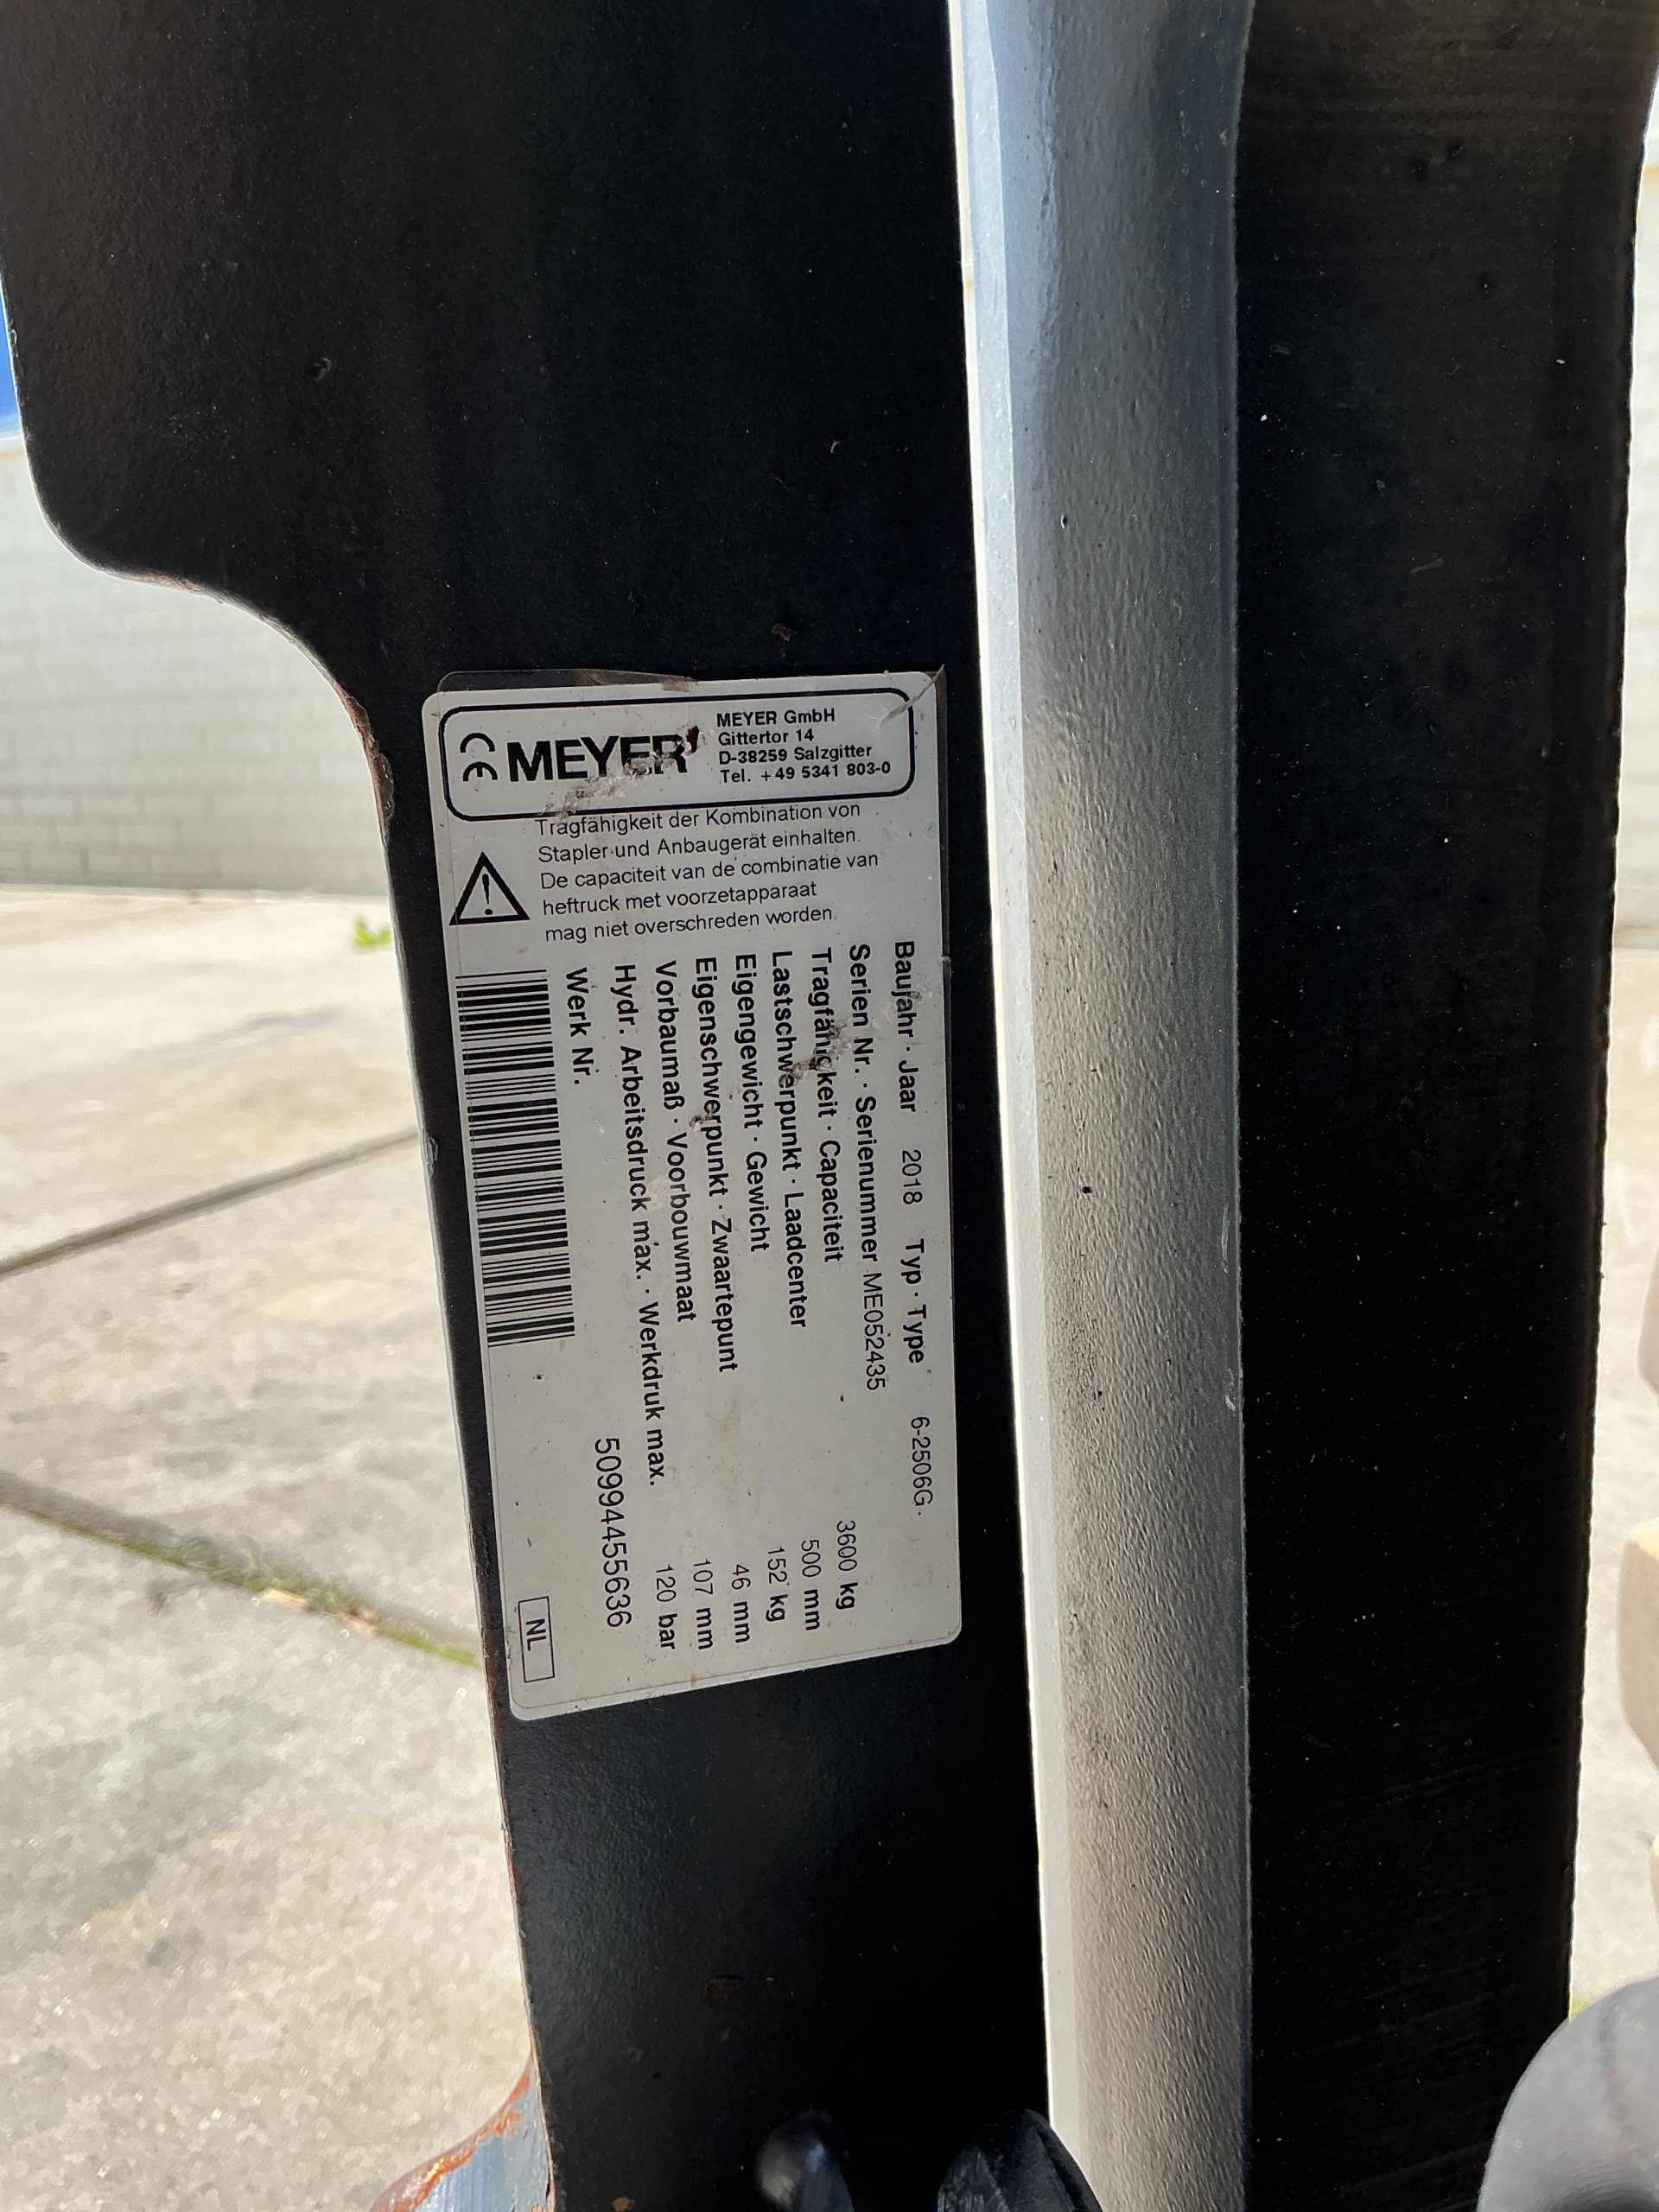 CE MEYER
MEYER GmbH
Gittertor 14
D-38259 Salzgitter
Tel. +49 5341 803-0
Tragfähigkeit der Kombination von
Stapler und Anbaugerät einhalten.
De capaciteit van de combinatie van
heftruck met voorzetapparaat
mag niet overschreden worden.
Baujahr · Jaar 2018 Typ · Type 6-2506G
Serien Nr. · Serienummer ME052435
Tragfähigkeit · Capaciteit 3600 kg
Lastschwerpunkt · Laadcenter 500 mm
Eigengewicht · Gewicht 152 kg
Eigenschwerpunkt · Zwaartepunt 46 mm
Vorbaumaß · Voorbouwmaat 107 mm
Hydr. Arbeitsdruck max. · Werkdruk max. 120 bar
Werk Nr. 50994455636
NL